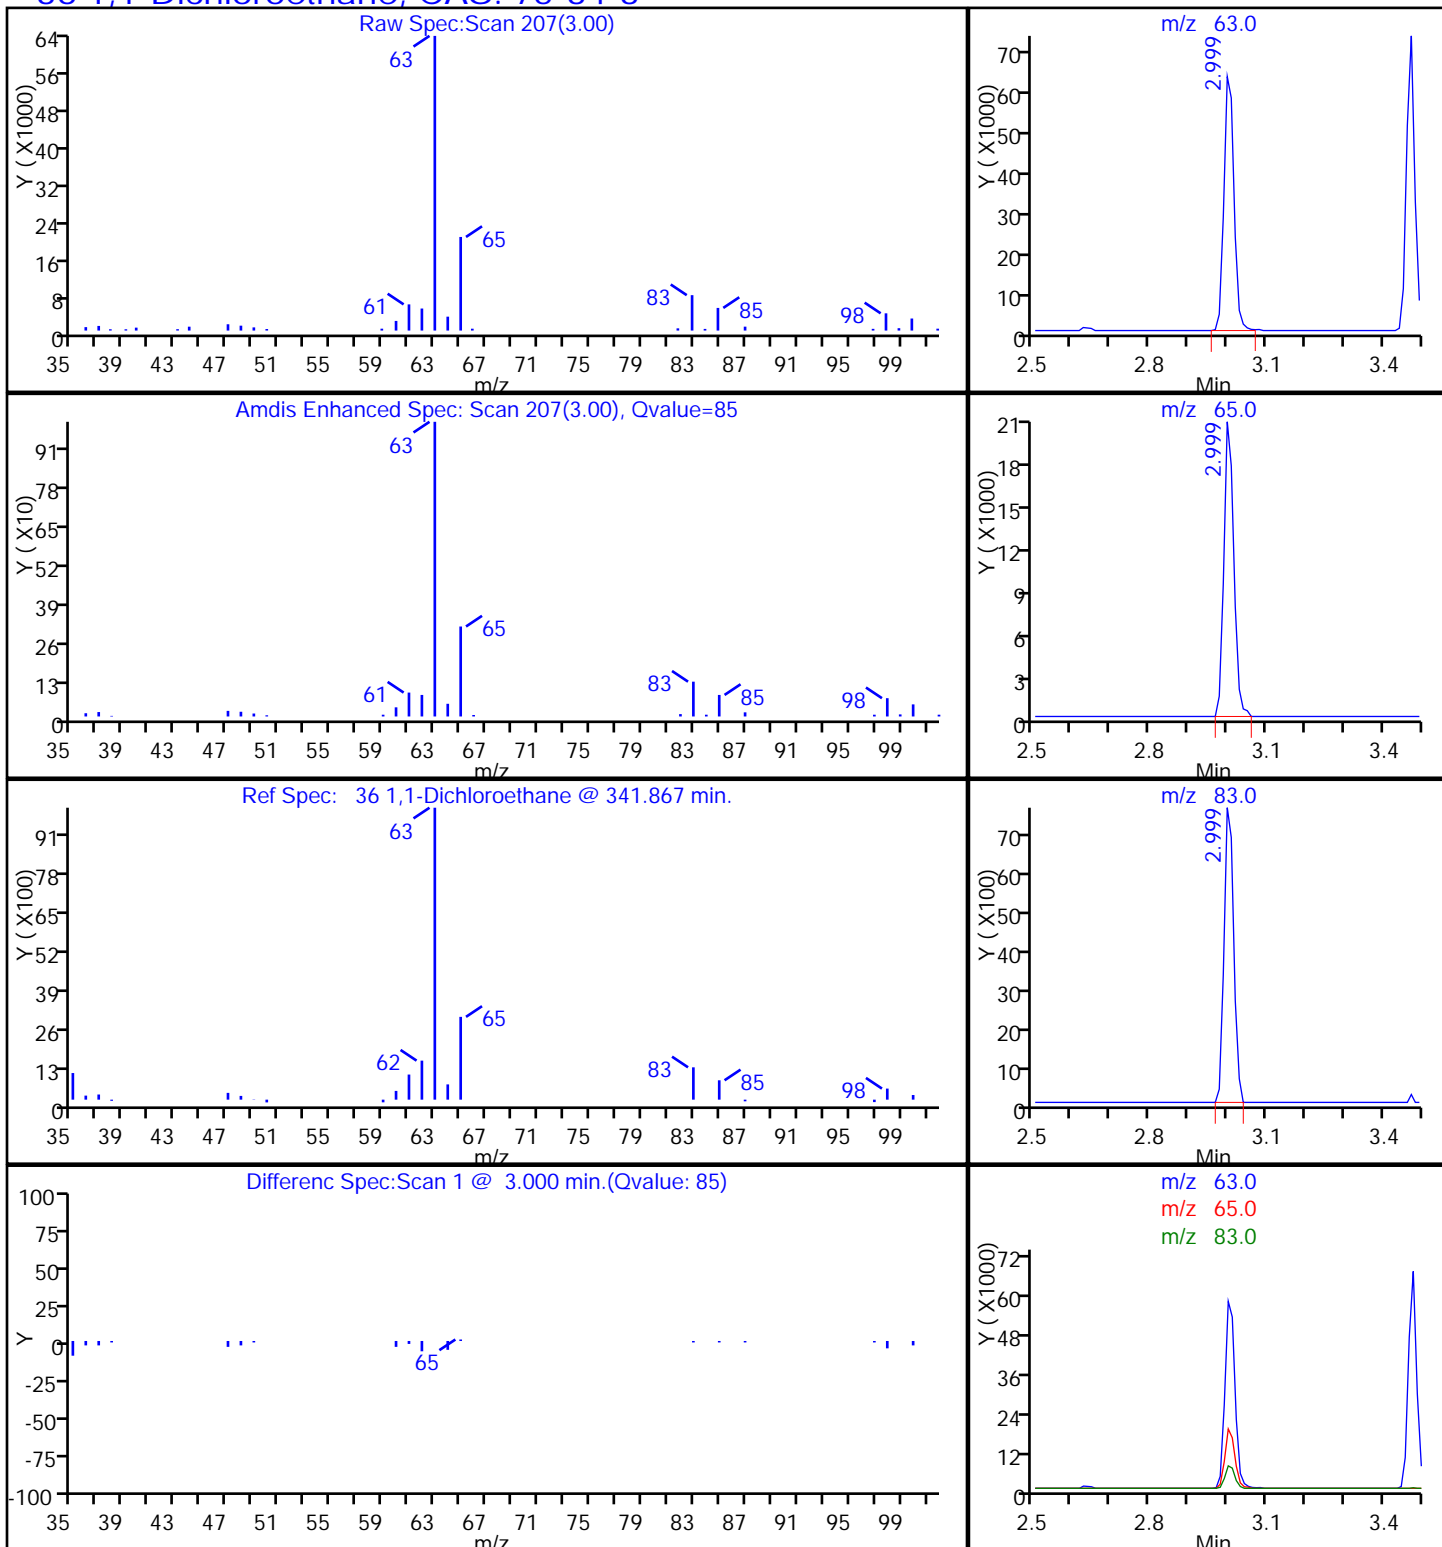 36 1,1-Dichloroethane, CAS: 75-34-3
Raw Spec:Scan 207(3.00)
Y ( X1000)
64
56
48
40
32
24
16
8
0
63
65
61
83
85
98
35 39 43 47 51 55 59 63 67 71 75 79 83 87 91 95 99
m/z
m/z 63.0
Y ( X1000)
70
60
50
40
30
20
10
0
2.999
2.5 2.8 3.1 3.4
Min
Amdis Enhanced Spec: Scan 207(3.00), Qvalue=85
Y ( X10)
91
78
65
52
39
26
13
0
63
65
61
83
85
98
35 39 43 47 51 55 59 63 67 71 75 79 83 87 91 95 99
m/z
m/z 65.0
Y ( X1000)
21
18
15
12
9
6
3
0
2.999
2.5 2.8 3.1 3.4
Min
Ref Spec: 36 1,1-Dichloroethane @ 341.867 min.
Y ( X100)
91
78
65
52
39
26
13
0
63
65
62
83
85
98
35 39 43 47 51 55 59 63 67 71 75 79 83 87 91 95 99
m/z
m/z 83.0
Y ( X100)
70
60
50
40
30
20
10
0
2.999
2.5 2.8 3.1 3.4
Min
Differenc Spec:Scan 1 @ 3.000 min.(Qvalue: 85)
Y
100
75
50
25
0
-25
-50
-75
-100
65
35 39 43 47 51 55 59 63 67 71 75 79 83 87 91 95 99
m/z
m/z 63.0
m/z 65.0
m/z 83.0
Y ( X1000)
72
60
48
36
24
12
0
2.5 2.8 3.1 3.4
Min